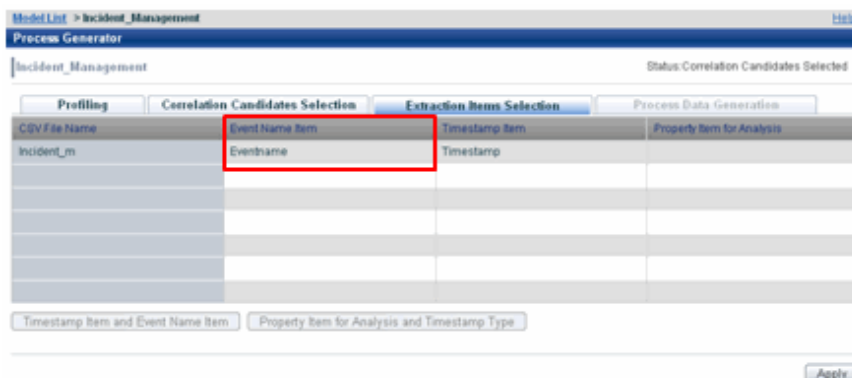 Model List > Incident_Management Help
Process Generator
Incident_Management Status:Correlation Candidates Selected
Profiling Correlation Candidates Selection Extraction Items Selection Process Data Generation
CSV File Name Event Name Item Timestamp Item Property Item for Analysis
Incident_m Eventname Timestamp
Timestamp Item and Event Name Item Property Item for Analysis and Timestamp Type
Apply